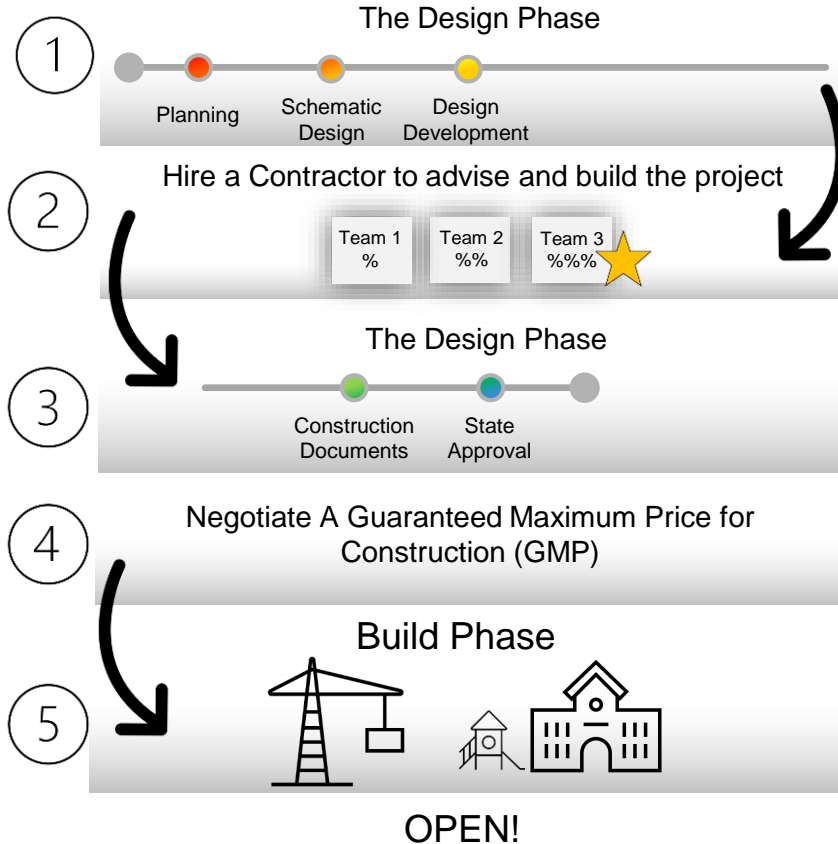 1
The Design Phase
Planning
Schematic
Design
Design
Development
2
Hire a Contractor to advise and build the project
Team 1
%
Team 2
%%
Team 3
%%%
3
The Design Phase
Construction
Documents
State
Approval
4
Negotiate A Guaranteed Maximum Price for
Construction (GMP)
5
Build Phase
OPEN!